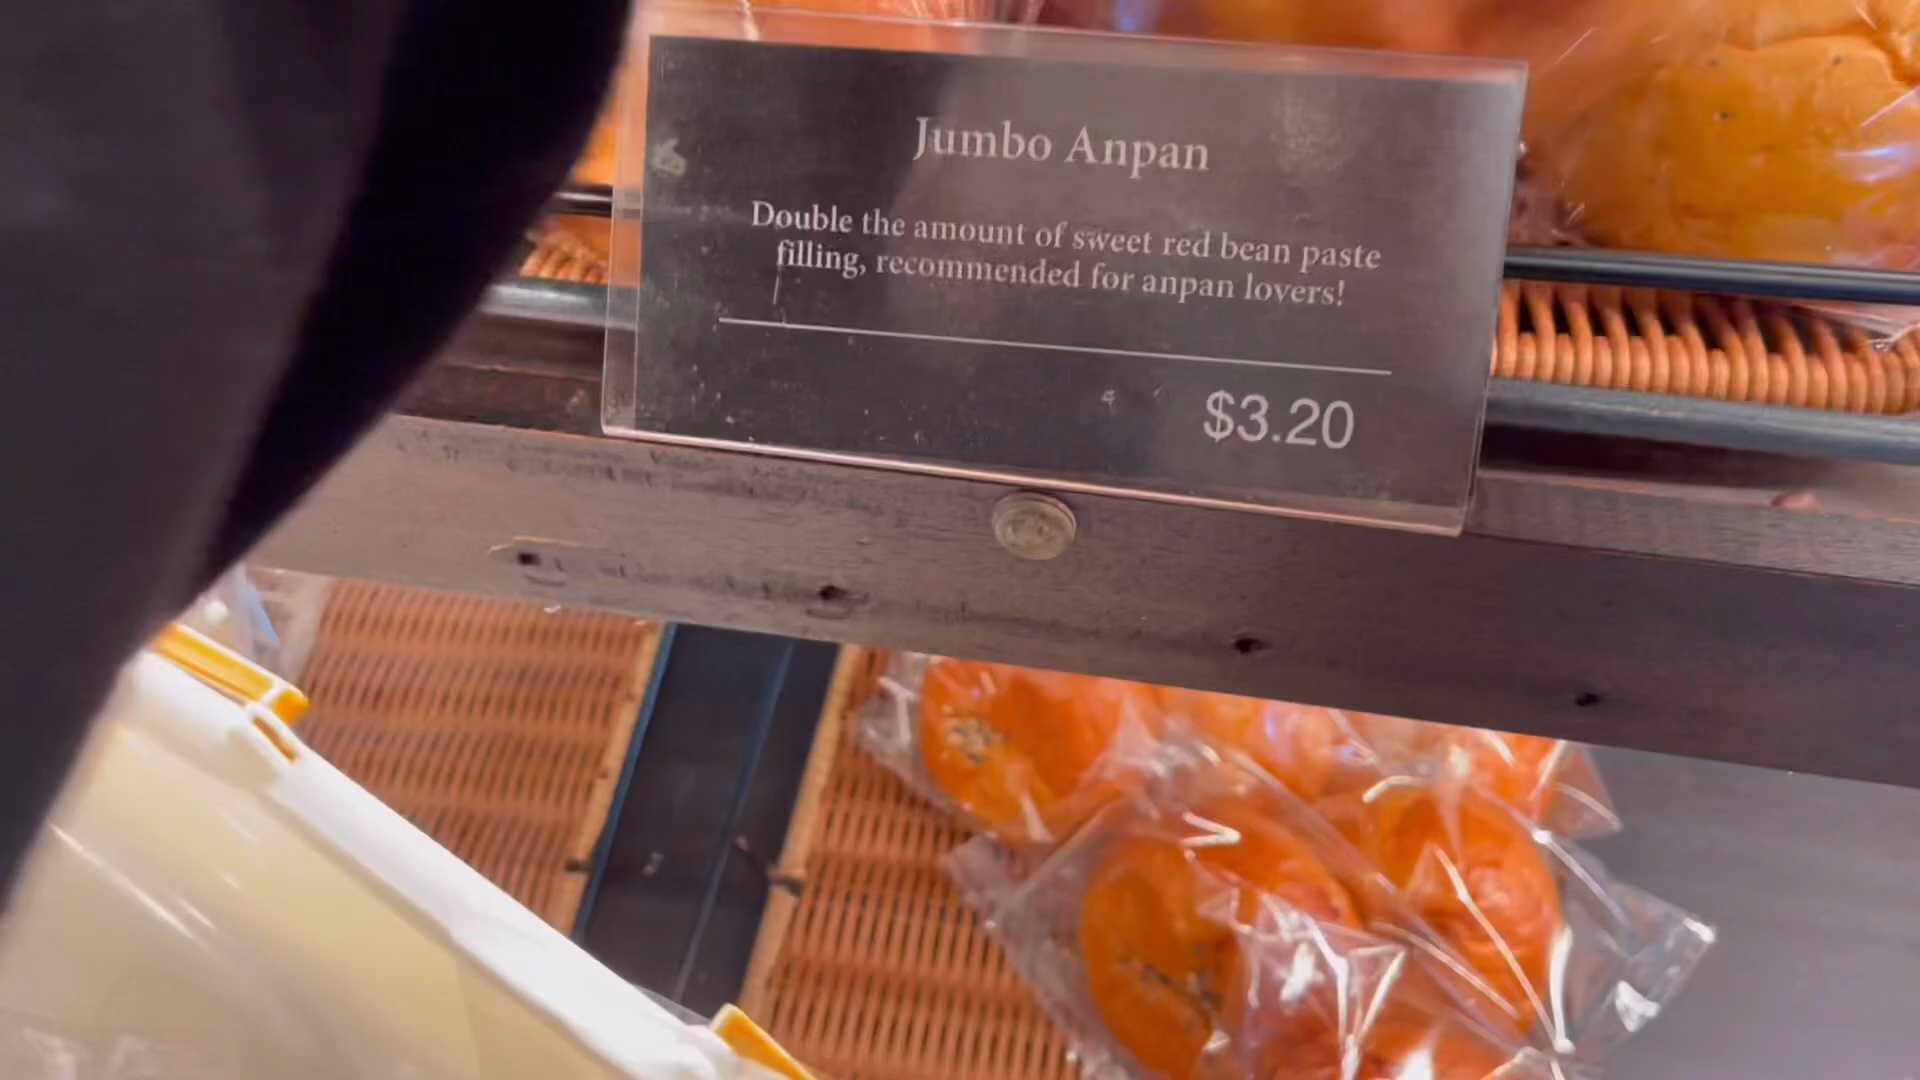 Jumbo Anpan
Double the amount of sweet red bean paste
filling, recommended for anpan lovers!
$3.20